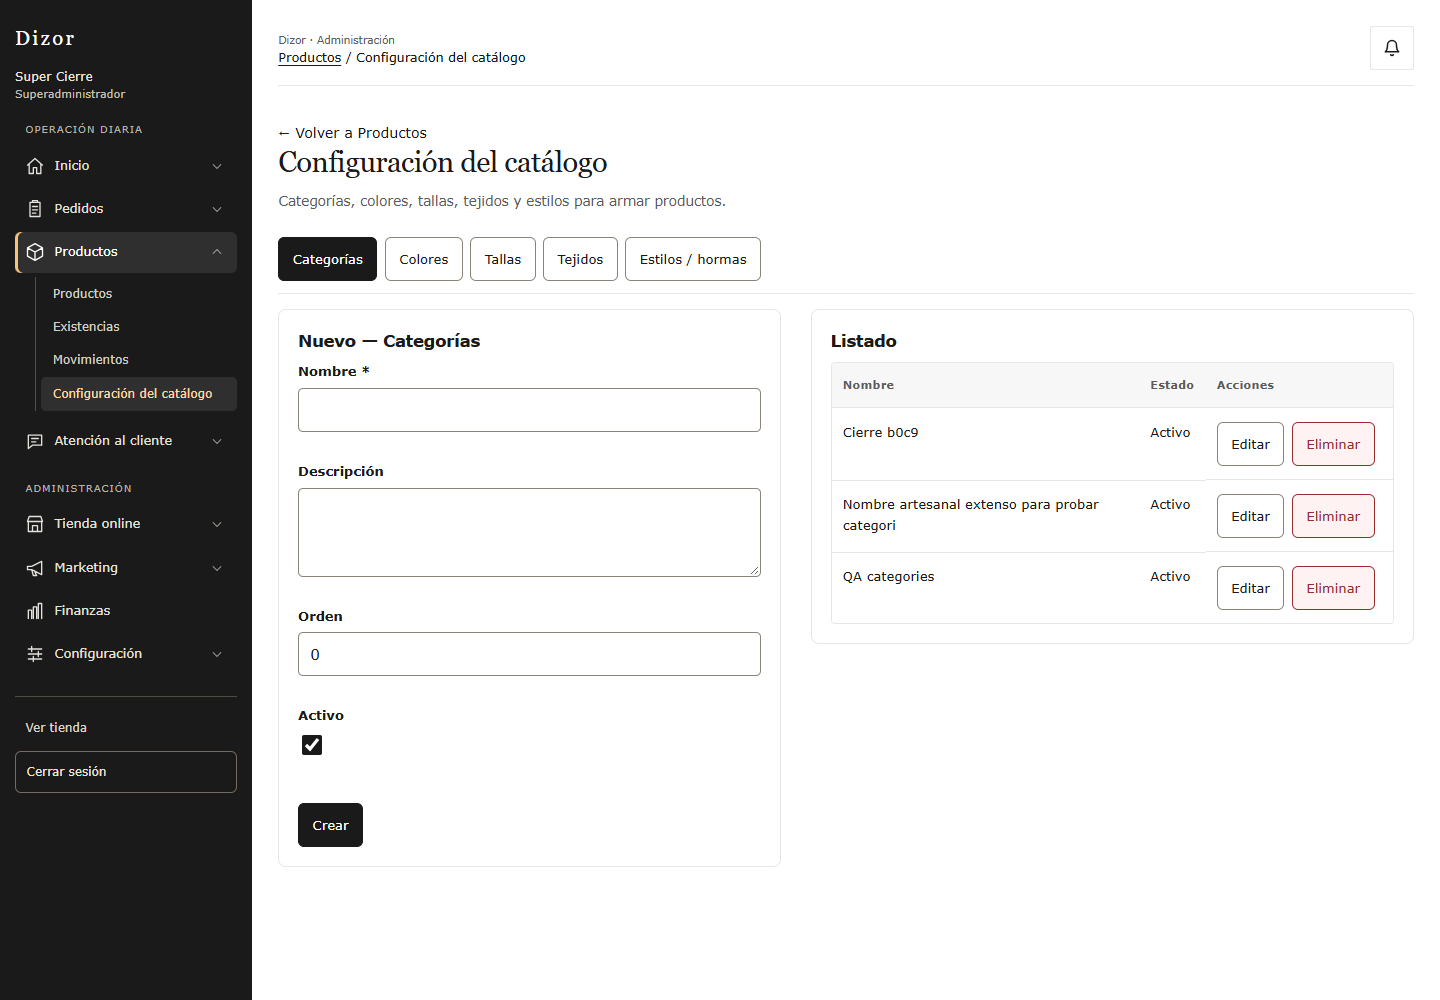 Dizor
Super Cierre
Superadministrador
OPERACIÓN DIARIA
Inicio
Pedidos
Productos
Productos
Existencias
Movimientos
Configuración del catálogo
Atención al cliente
ADMINISTRACIÓN
Tienda online
Marketing
Finanzas
Configuración
Ver tienda
Cerrar sesión
Dizor · Administración
Productos / Configuración del catálogo
← Volver a Productos
Configuración del catálogo
Categorías, colores, tallas, tejidos y estilos para armar productos.
Categorías Colores Tallas Tejidos Estilos / hormas
Nuevo — Categorías
Nombre *
Descripción
Orden
0
Activo
Crear
Listado
Nombre Estado Acciones
Cierre b0c9 Activo Editar Eliminar
Nombre artesanal extenso para probar
categori Activo Editar Eliminar
QA categories Activo Editar Eliminar